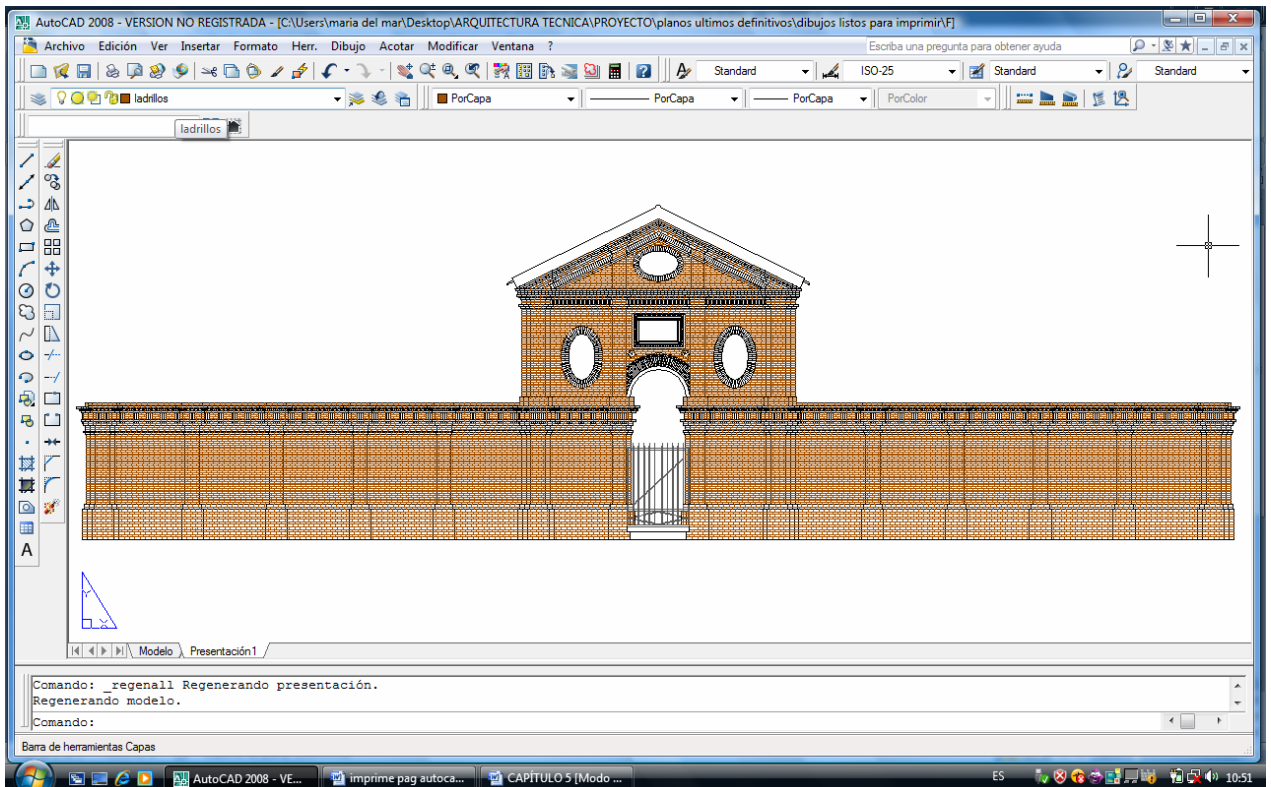 AutoCAD 2008 - VERSION NO REGISTRADA - [C:\Users\maria del mar\Desktop\ARQUITECTURA TECNICA\PROYECTO\planos ultimos definitivos\dibujos listos para imprimir\F]
Archivo Edición Ver Insertar Formato Herr. Dibujo Acotar Modificar Ventana ? Escriba una pregunta para obtener ayuda
Standard ISO-25 Standard Standard
ladrillos PorCapa PorCapa PorCapa PorColor
ladrillos
A
Y
X
Modelo Presentación1
Comando: _regenall Regenerando presentación.
Regenerando modelo.
Comando:
Barra de herramientas Capas
AutoCAD 2008 - VE... imprime pag autoca... CAPÍTULO 5 [Modo ... ES 10:51